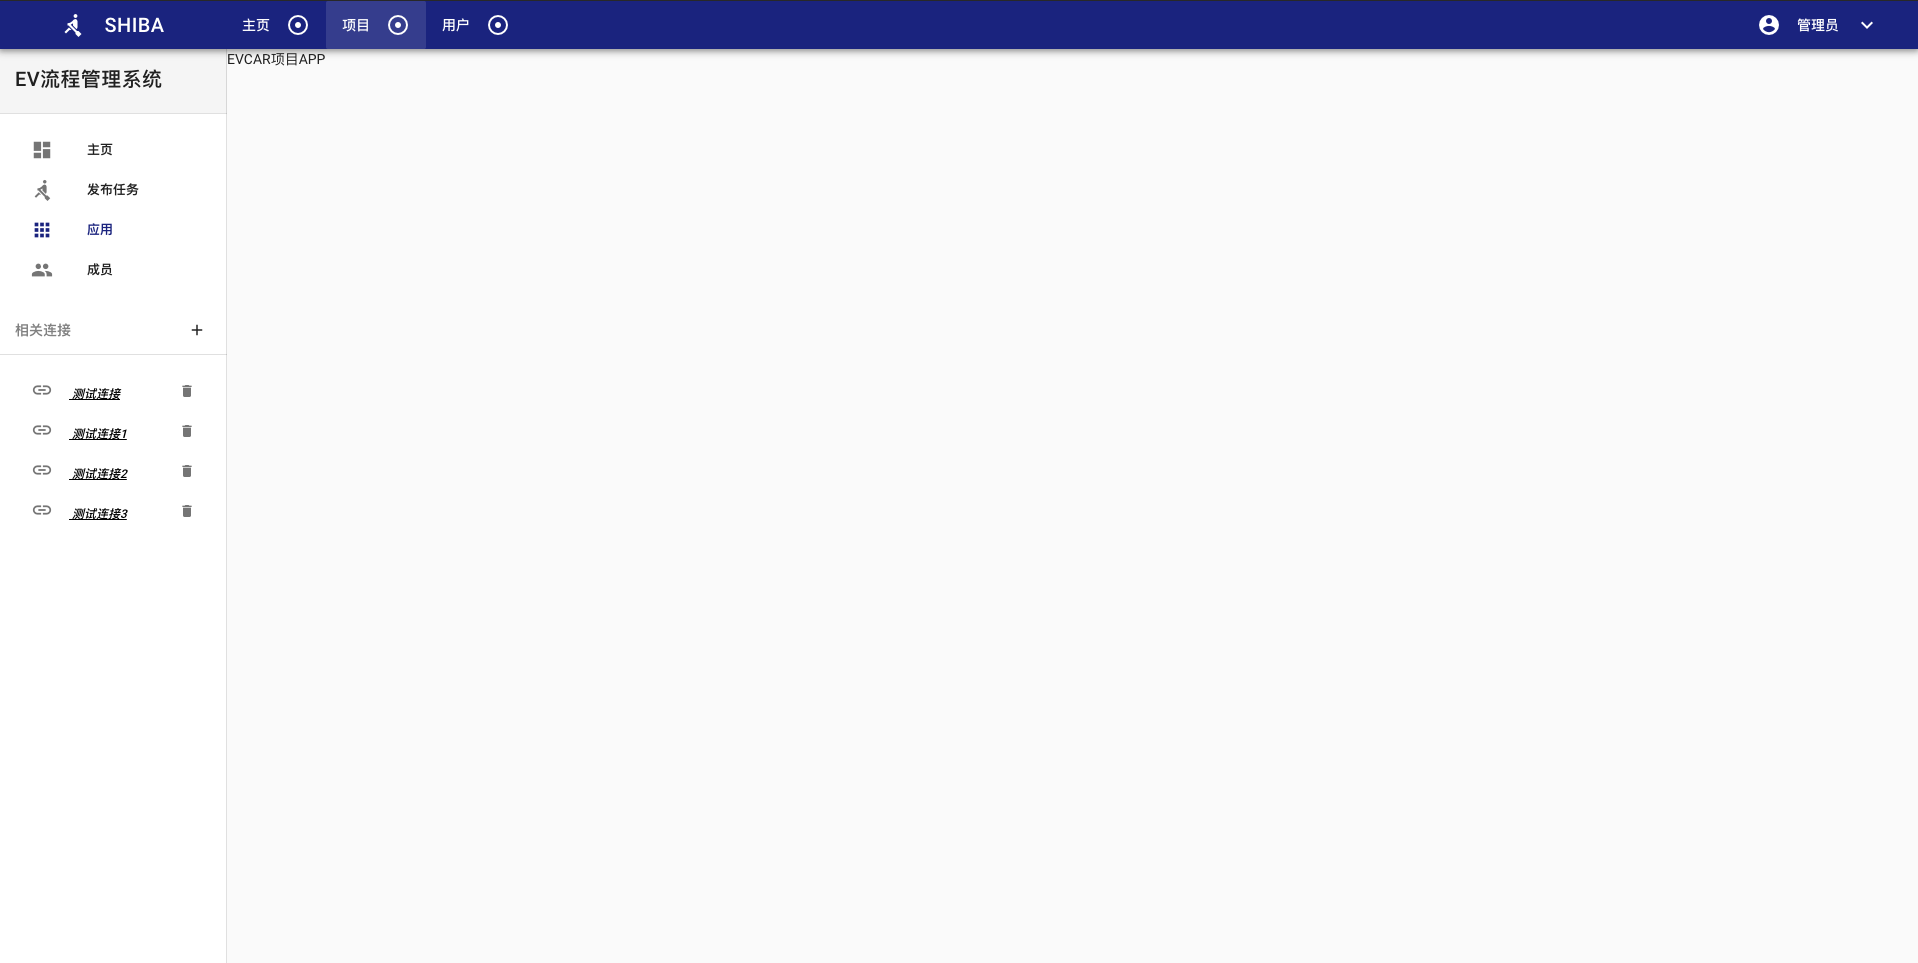 SHIBA 主页 项目 用户 管理员
EV流程管理系统
EVCAR项目APP
主页
发布任务
应用
成员
相关连接
测试连接
测试连接1
测试连接2
测试连接3